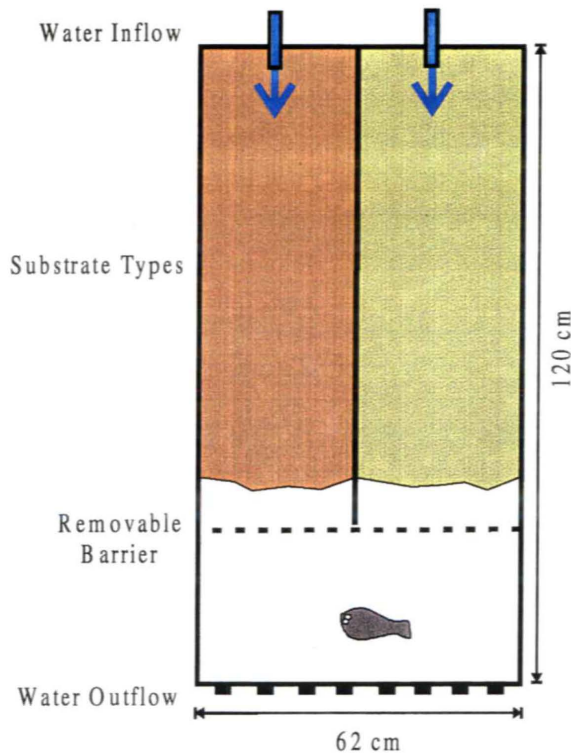 Water Inflow
Substrate Types
120 cm
Removable
Barrier
Water Outflow
62 cm